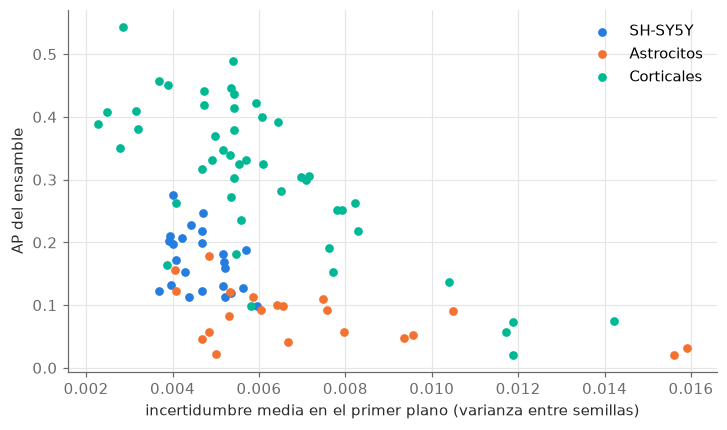 SH-SY5Y
Astrocitos
Corticales
AP del ensamble
0.5
0.4
0.3
0.2
0.1
0.0
0.002 0.004 0.006 0.008 0.010 0.012 0.014 0.016
incertidumbre media en el primer plano (varianza entre semillas)